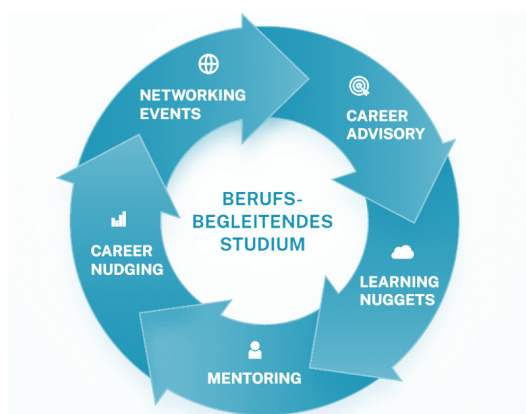 NETWORKING
EVENTS
CAREER
ADVISORY
BERUFS-
BEGLEITENDES
STUDIUM
CAREER
NUDGING
LEARNING
NUGGETS
MENTORING